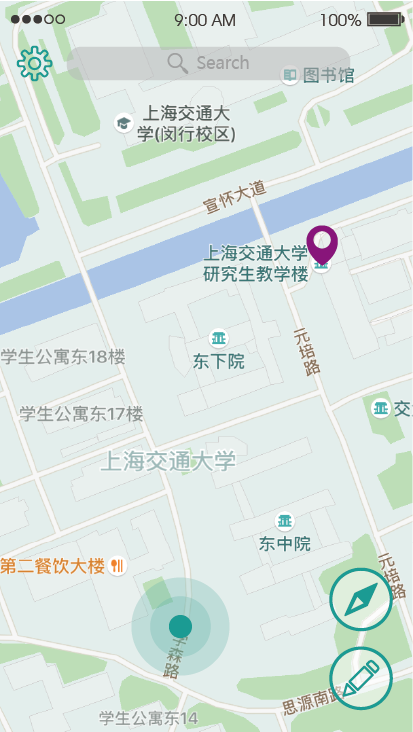 9:00 AM
100%
Search
图书馆
上海交通大
学(闵行校区)
宣怀大道
上海交通大学
研究生教学楼
元培路
学生公寓东18楼
东下院
学生公寓东17楼
交
上海交通大学
东中院
第二餐饮大楼
元培路
学森路
思源南路
学生公寓东14